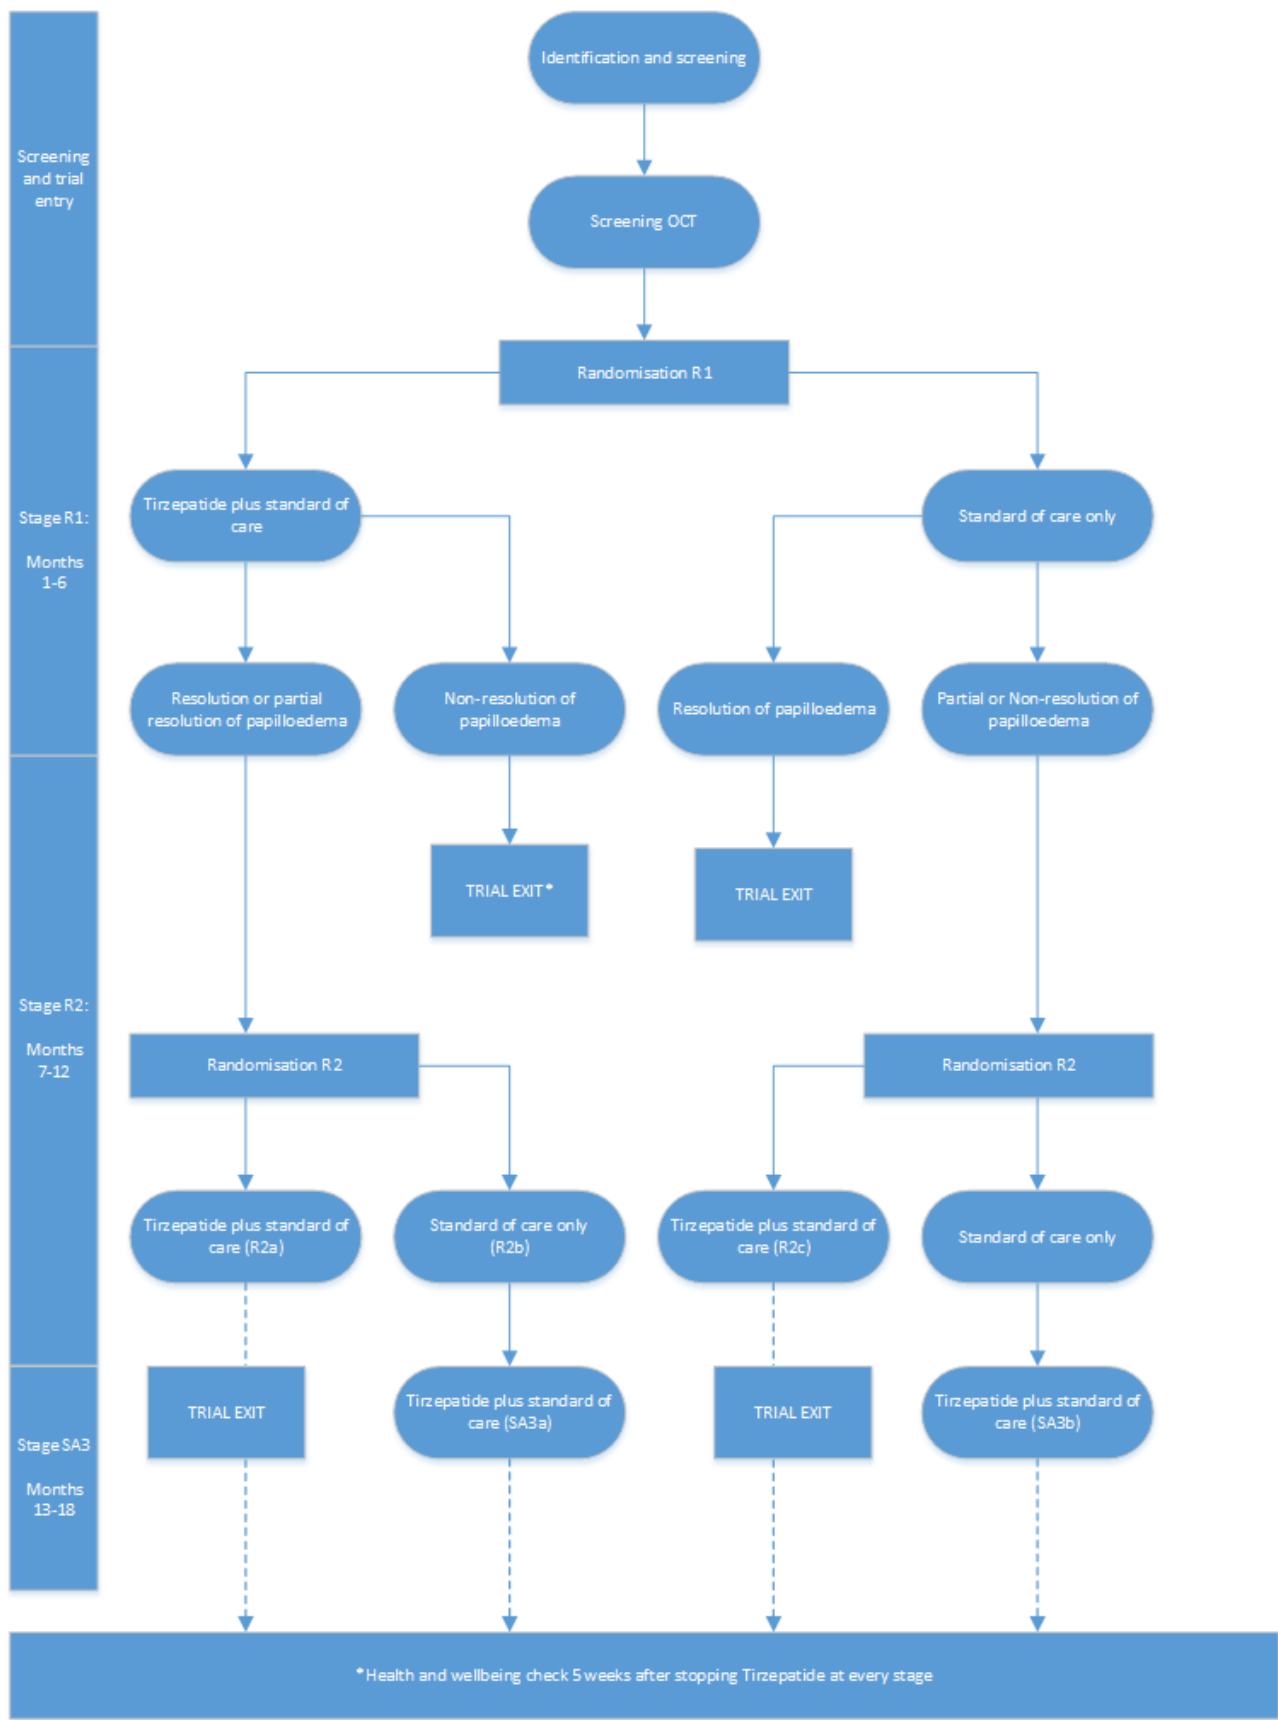 Identification and screening
Screening
and trial
entry
Screening OCT
Randomisation R1
Stage R1:
Months
1-6
Tirzepatide plus standard of
care
Standard of care only
Resolution or partial
resolution of papilloedema
Non-resolution of
papilloedema
Resolution of papilloedema
Partial or Non-resolution of
papilloedema
TRIAL EXIT*
TRIAL EXIT
Stage R2:
Months
7-12
Randomisation R2
Randomisation R2
Tirzepatide plus standard of
care (R2a)
Standard of care only
(R2b)
Tirzepatide plus standard of
care (R2c)
Standard of care only
Stage SA3
Months
13-18
TRIAL EXIT
Tirzepatide plus standard of
care (SA3a)
TRIAL EXIT
Tirzepatide plus standard of
care (SA3b)
*Health and wellbeing check 5 weeks after stopping Tirzepatide at every stage